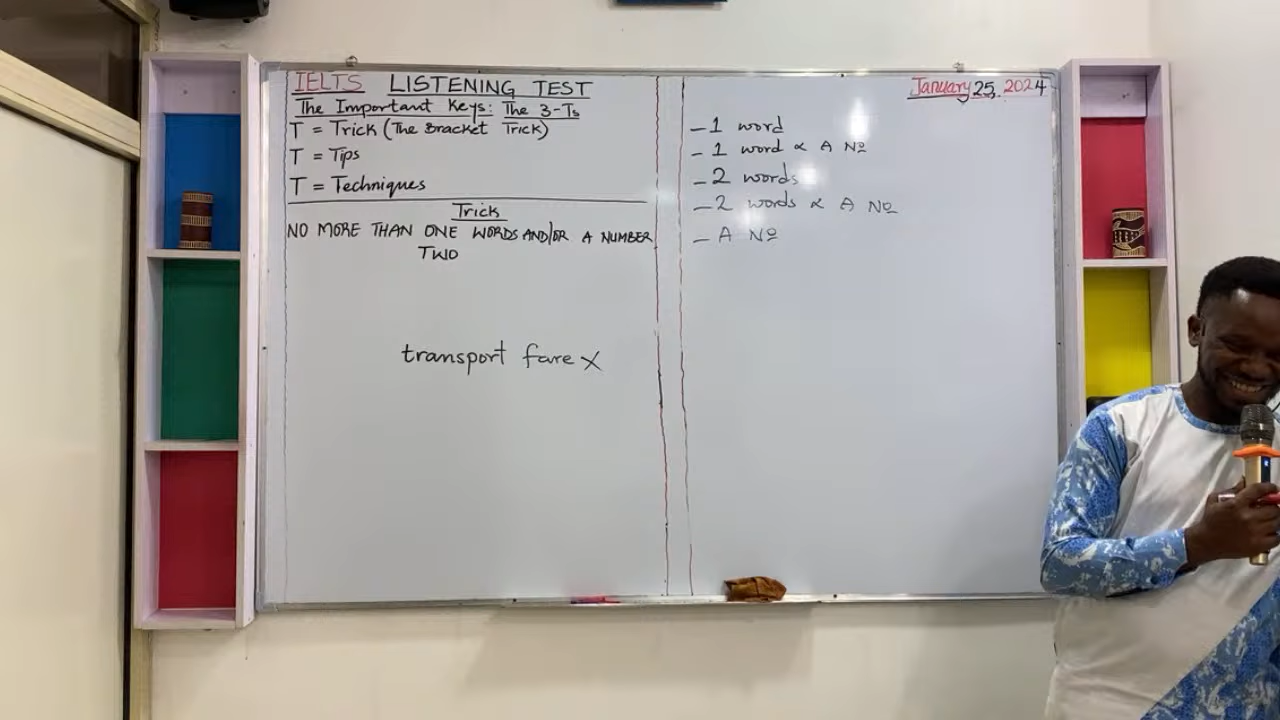 IELTS LISTENING TEST
The Important Keys: The 3-Ts
T = Trick (The Bracket Trick)
T = Tips
T = Techniques
Trick
NO MORE THAN ONE WORDS AND/OR A NUMBER
TWO
transport fare X
January 25, 2024
– 1 word
– 1 word & A No
– 2 words
– 2 words & A No
– A No